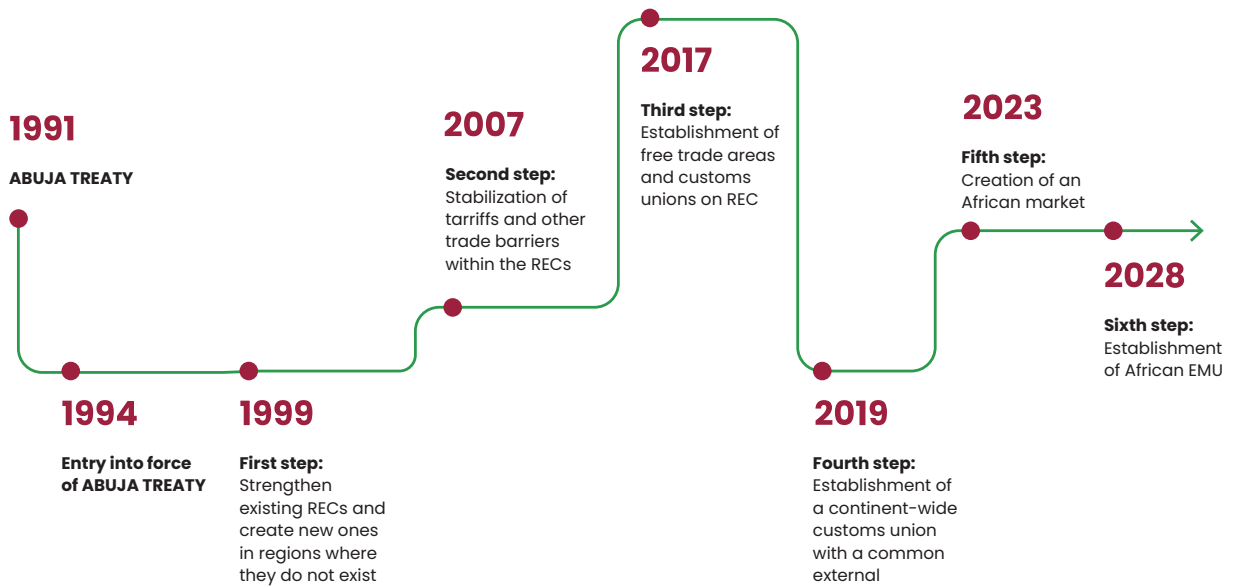 1991
ABUJA TREATY
1994
Entry into force
of ABUJA TREATY
1999
First step:
Strengthen
existing RECs and
create new ones
in regions where
they do not exist
2007
Second step:
Stabilization of
tarriffs and other
trade barriers
within the RECs
2017
Third step:
Establishment of
free trade areas
and customs
unions on REC
2019
Fourth step:
Establishment of
a continent-wide
customs union
with a common
external
2023
Fifth step:
Creation of an
African market
2028
Sixth step:
Establishment
of African EMU